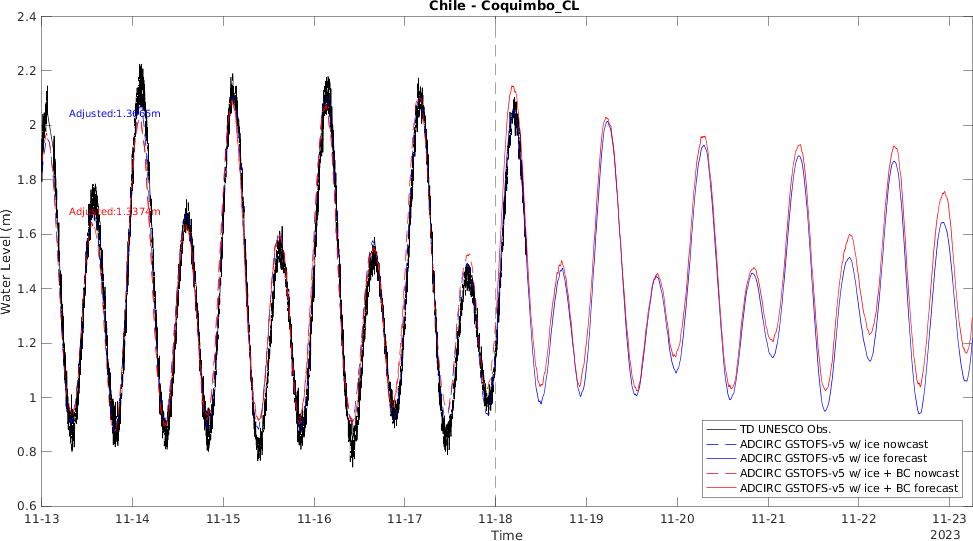 Chile - Coquimbo_CL
2.4
2.2
2
1.8
1.6
1.4
1.2
1
0.8
0.6
Water Level (m)
Adjusted:1.3665m
Adjusted:1.3374m
TD UNESCO Obs.
ADCIRC GSTOFS-v5 w/ ice nowcast
ADCIRC GSTOFS-v5 w/ ice forecast
ADCIRC GSTOFS-v5 w/ ice + BC nowcast
ADCIRC GSTOFS-v5 w/ ice + BC forecast
11-13 11-14 11-15 11-16 11-17 11-18 11-19 11-20 11-21 11-22 11-23
2023
Time